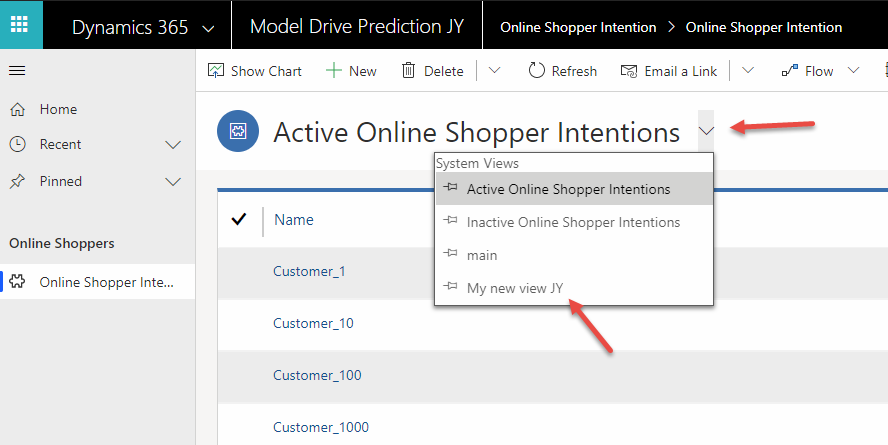 Dynamics 365 Model Drive Prediction JY Online Shopper Intention > Online Shopper Intention
Show Chart New Delete Refresh Email a Link Flow
Home
Recent
Pinned
Online Shoppers
Online Shopper Inte...
Active Online Shopper Intentions
System Views
Active Online Shopper Intentions
Inactive Online Shopper Intentions
main
My new view JY
Name
Customer_1
Customer_10
Customer_100
Customer_1000